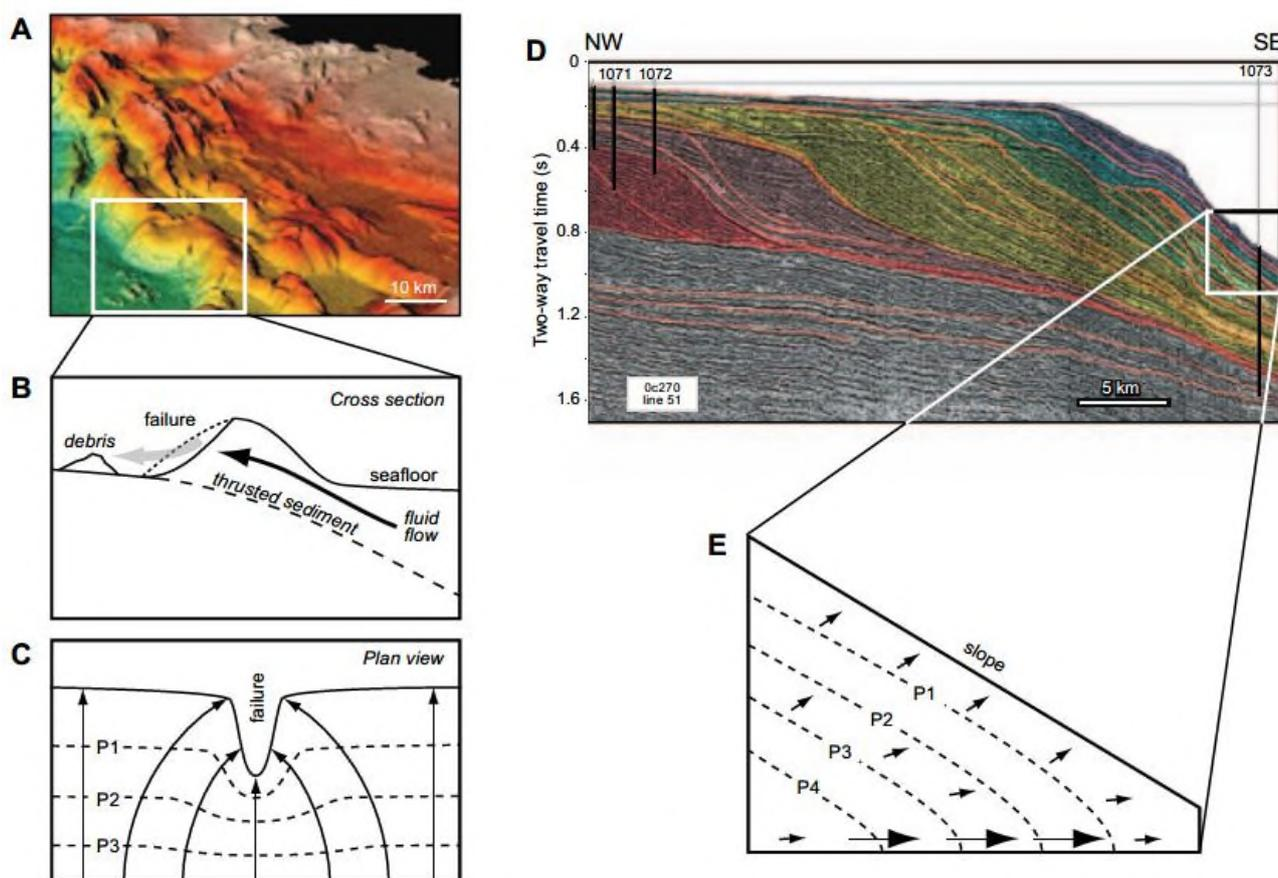 A
10 km
B
Cross section
failure
debris
seafloor
thrusted sediment
fluid
flow
C
Plan view
failure
P1
P2
P3
D
NW
SE
1071
1072
1073
0
0.4
0.8
1.2
1.6
Two-way travel time (s)
0c270
line 51
5 km
E
slope
P1
P2
P3
P4